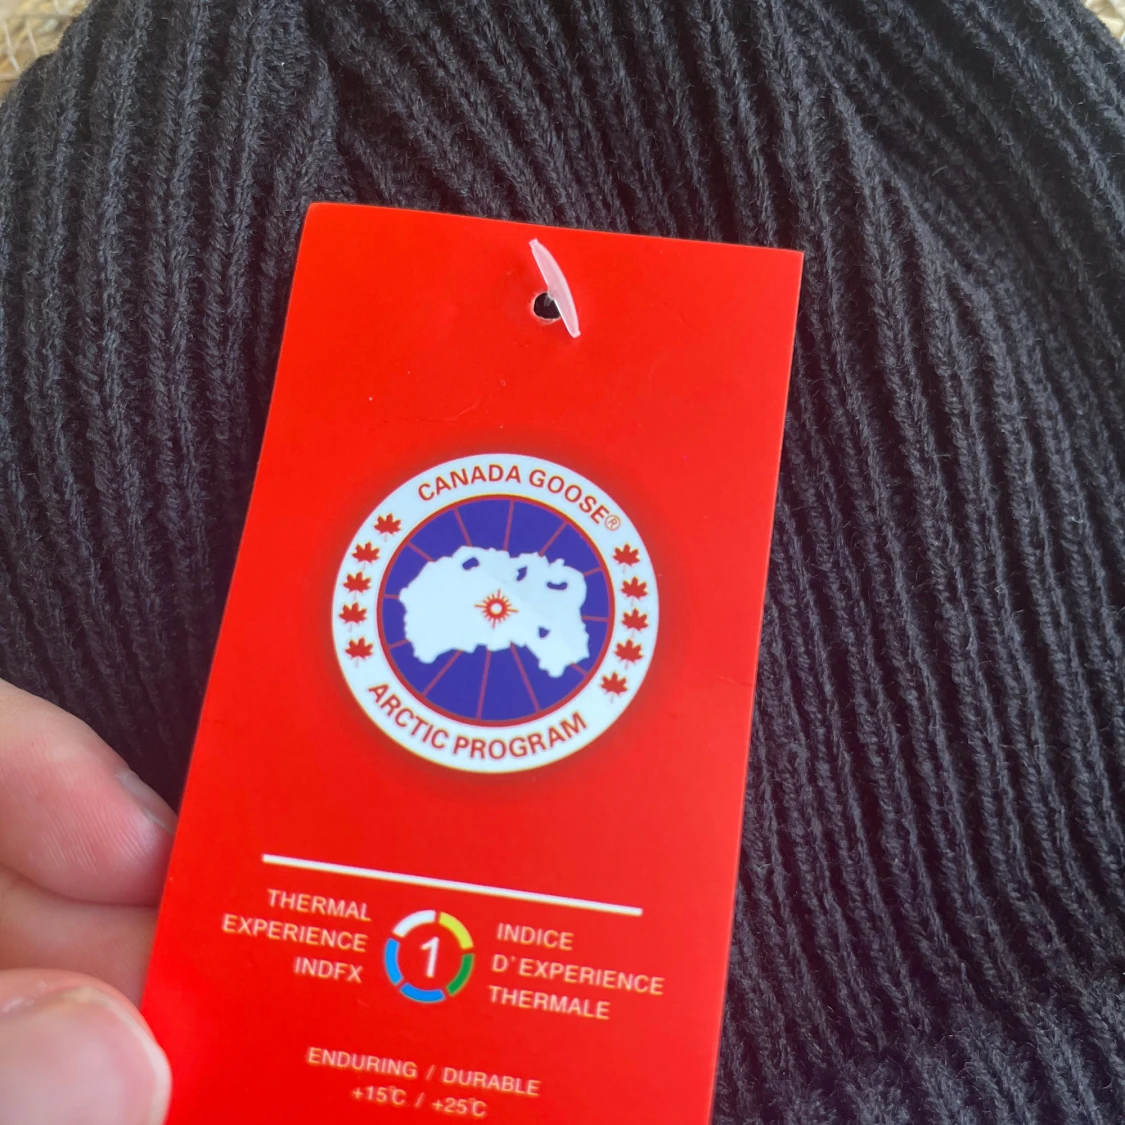 CANADA GOOSE®
ARCTIC PROGRAM
THERMAL
EXPERIENCE
INDFX
1
INDICE
D'EXPERIENCE
THERMALE
ENDURING / DURABLE
+15℃ / +25℃